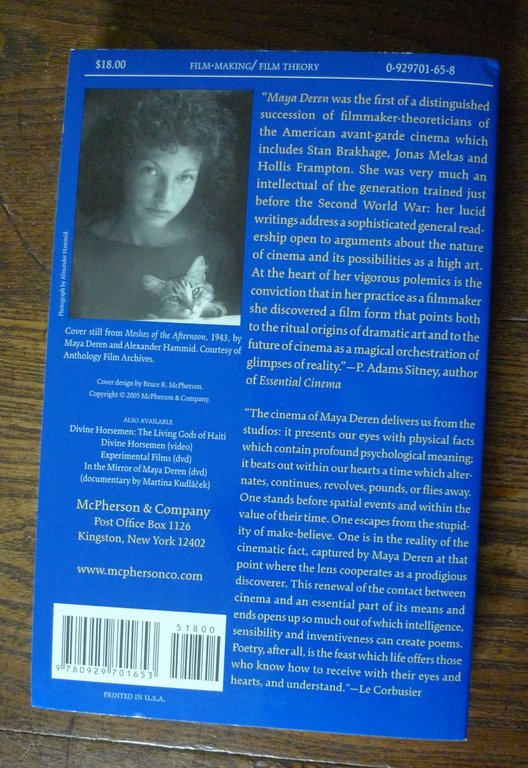 $18.00 FILM-MAKING/ FILM THEORY 0-929701-65-8
Photograph by Alexander Hammid.
Cover still from Meshes of the Afternoon, 1943, by
Maya Deren and Alexander Hammid. Courtesy of
Anthology Film Archives.
Cover design by Bruce R. McPherson.
Copyright © 2005 McPherson & Company.
ALSO AVAILABLE
Divine Horsemen: The Living Gods of Haiti
Divine Horsemen (video)
Experimental Films (dvd)
In the Mirror of Maya Deren (dvd)
(documentary by Martina Kudláček)
McPherson & Company
Post Office Box 1126
Kingston, New York 12402
www.mcphersonco.com
51800
9 780929 701653
PRINTED IN U.S.A.
“Maya Deren was the first of a distinguished
succession of filmmaker-theoreticians of
the American avant-garde cinema which
includes Stan Brakhage, Jonas Mekas and
Hollis Frampton. She was very much an
intellectual of the generation trained just
before the Second World War: her lucid
writings address a sophisticated general read-
ership open to arguments about the nature
of cinema and its possibilities as a high art.
At the heart of her vigorous polemics is the
conviction that in her practice as a filmmaker
she discovered a film form that points both
to the ritual origins of dramatic art and to the
future of cinema as a magical orchestration of
glimpses of reality.”—P. Adams Sitney, author
of Essential Cinema
“The cinema of Maya Deren delivers us from the
studios: it presents our eyes with physical facts
which contain profound psychological meaning;
it beats out within our hearts a time which alter-
nates, continues, revolves, pounds, or flies away.
One stands before spatial events and within the
value of their time. One escapes from the stupid-
ity of make-believe. One is in the reality of the
cinematic fact, captured by Maya Deren at that
point where the lens cooperates as a prodigious
discoverer. This renewal of the contact between
cinema and an essential part of its means and
ends opens up so much out of which intelligence,
sensibility and inventiveness can create poems.
Poetry, after all, is the feast which life offers those
who know how to receive with their eyes and
hearts, and understand."—Le Corbusier